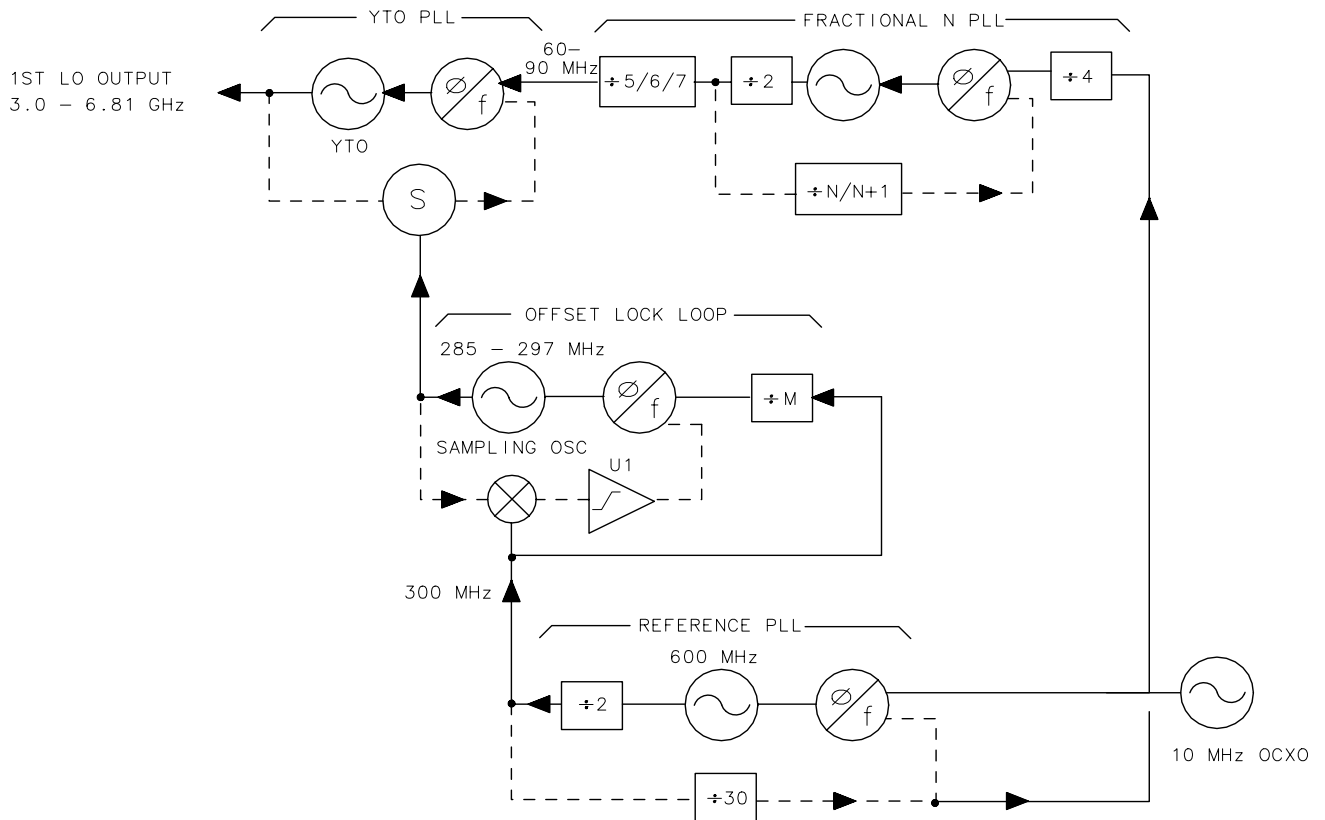 YTO PLL
FRACTIONAL N PLL
1ST LO OUTPUT
3.0 – 6.81 GHz
60–
90 MHz
÷5/6/7
÷2
÷4
Ø
f
Ø
f
YTO
S
÷N/N+1
OFFSET LOCK LOOP
285 – 297 MHz
Ø
f
÷M
SAMPLING OSC
U1
300 MHz
REFERENCE PLL
600 MHz
÷2
Ø
f
10 MHz OCXO
÷30